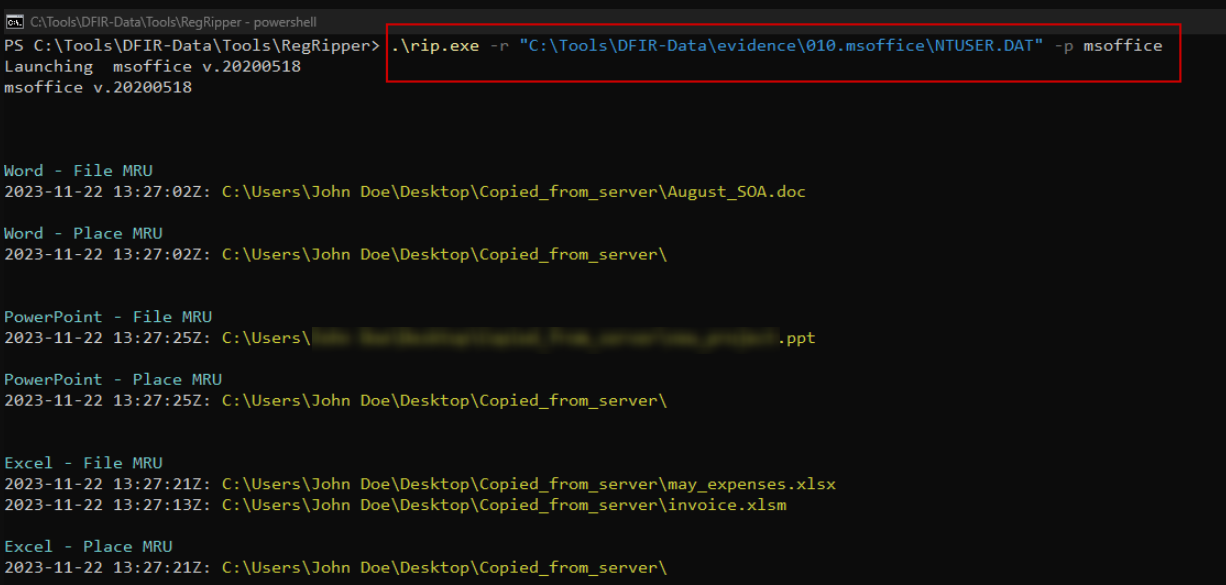 C:\Tools\DFIR-Data\Tools\RegRipper - powershell
PS C:\Tools\DFIR-Data\Tools\RegRipper> .\rip.exe -r "C:\Tools\DFIR-Data\evidence\010.msoffice\NTUSER.DAT" -p msoffice
Launching  msoffice v.20200518
msoffice v.20200518
Word - File MRU
2023-11-22 13:27:02Z: C:\Users\John Doe\Desktop\Copied_from_server\August_SOA.doc
Word - Place MRU
2023-11-22 13:27:02Z: C:\Users\John Doe\Desktop\Copied_from_server\
PowerPoint - File MRU
2023-11-22 13:27:25Z: C:\Users\ .ppt
PowerPoint - Place MRU
2023-11-22 13:27:25Z: C:\Users\John Doe\Desktop\Copied_from_server\
Excel - File MRU
2023-11-22 13:27:21Z: C:\Users\John Doe\Desktop\Copied_from_server\may_expenses.xlsx
2023-11-22 13:27:13Z: C:\Users\John Doe\Desktop\Copied_from_server\invoice.xlsm
Excel - Place MRU
2023-11-22 13:27:21Z: C:\Users\John Doe\Desktop\Copied_from_server\